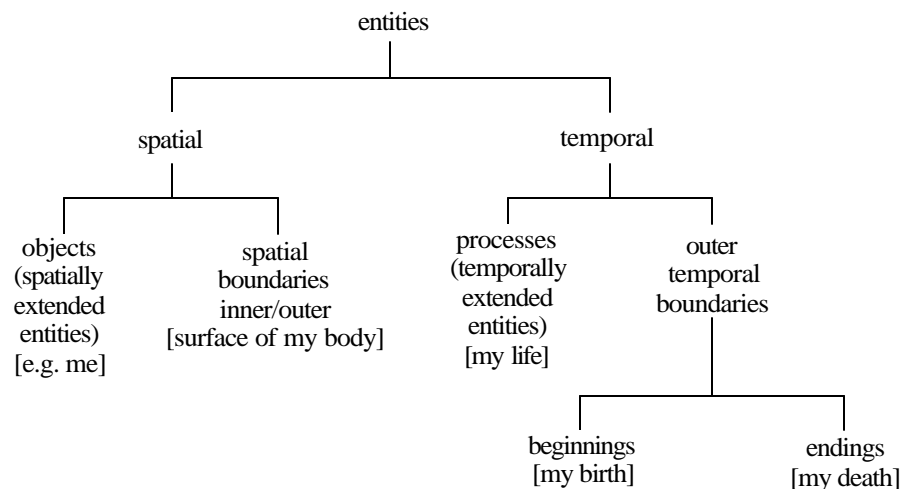 entities
spatial
temporal
objects
(spatially
extended
entities)
[e.g. me]
spatial
boundaries
inner/outer
[surface of my body]
processes
(temporally
extended
entities)
[my life]
outer
temporal
boundaries
beginnings
[my birth]
endings
[my death]